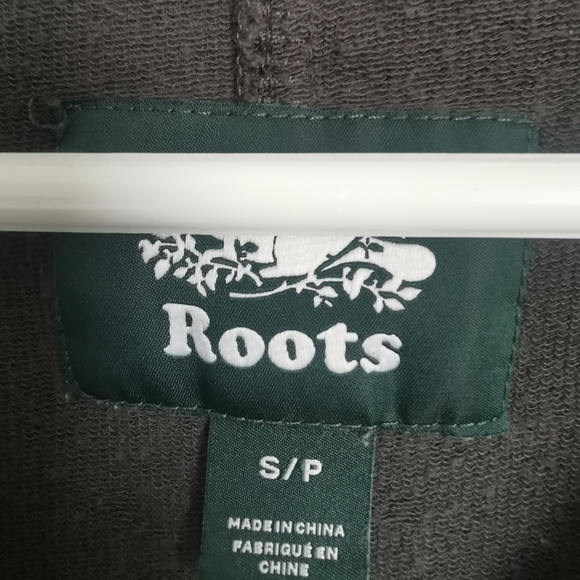 Roots
S/P
MADE IN CHINA
FABRIQUÉ EN
CHINE